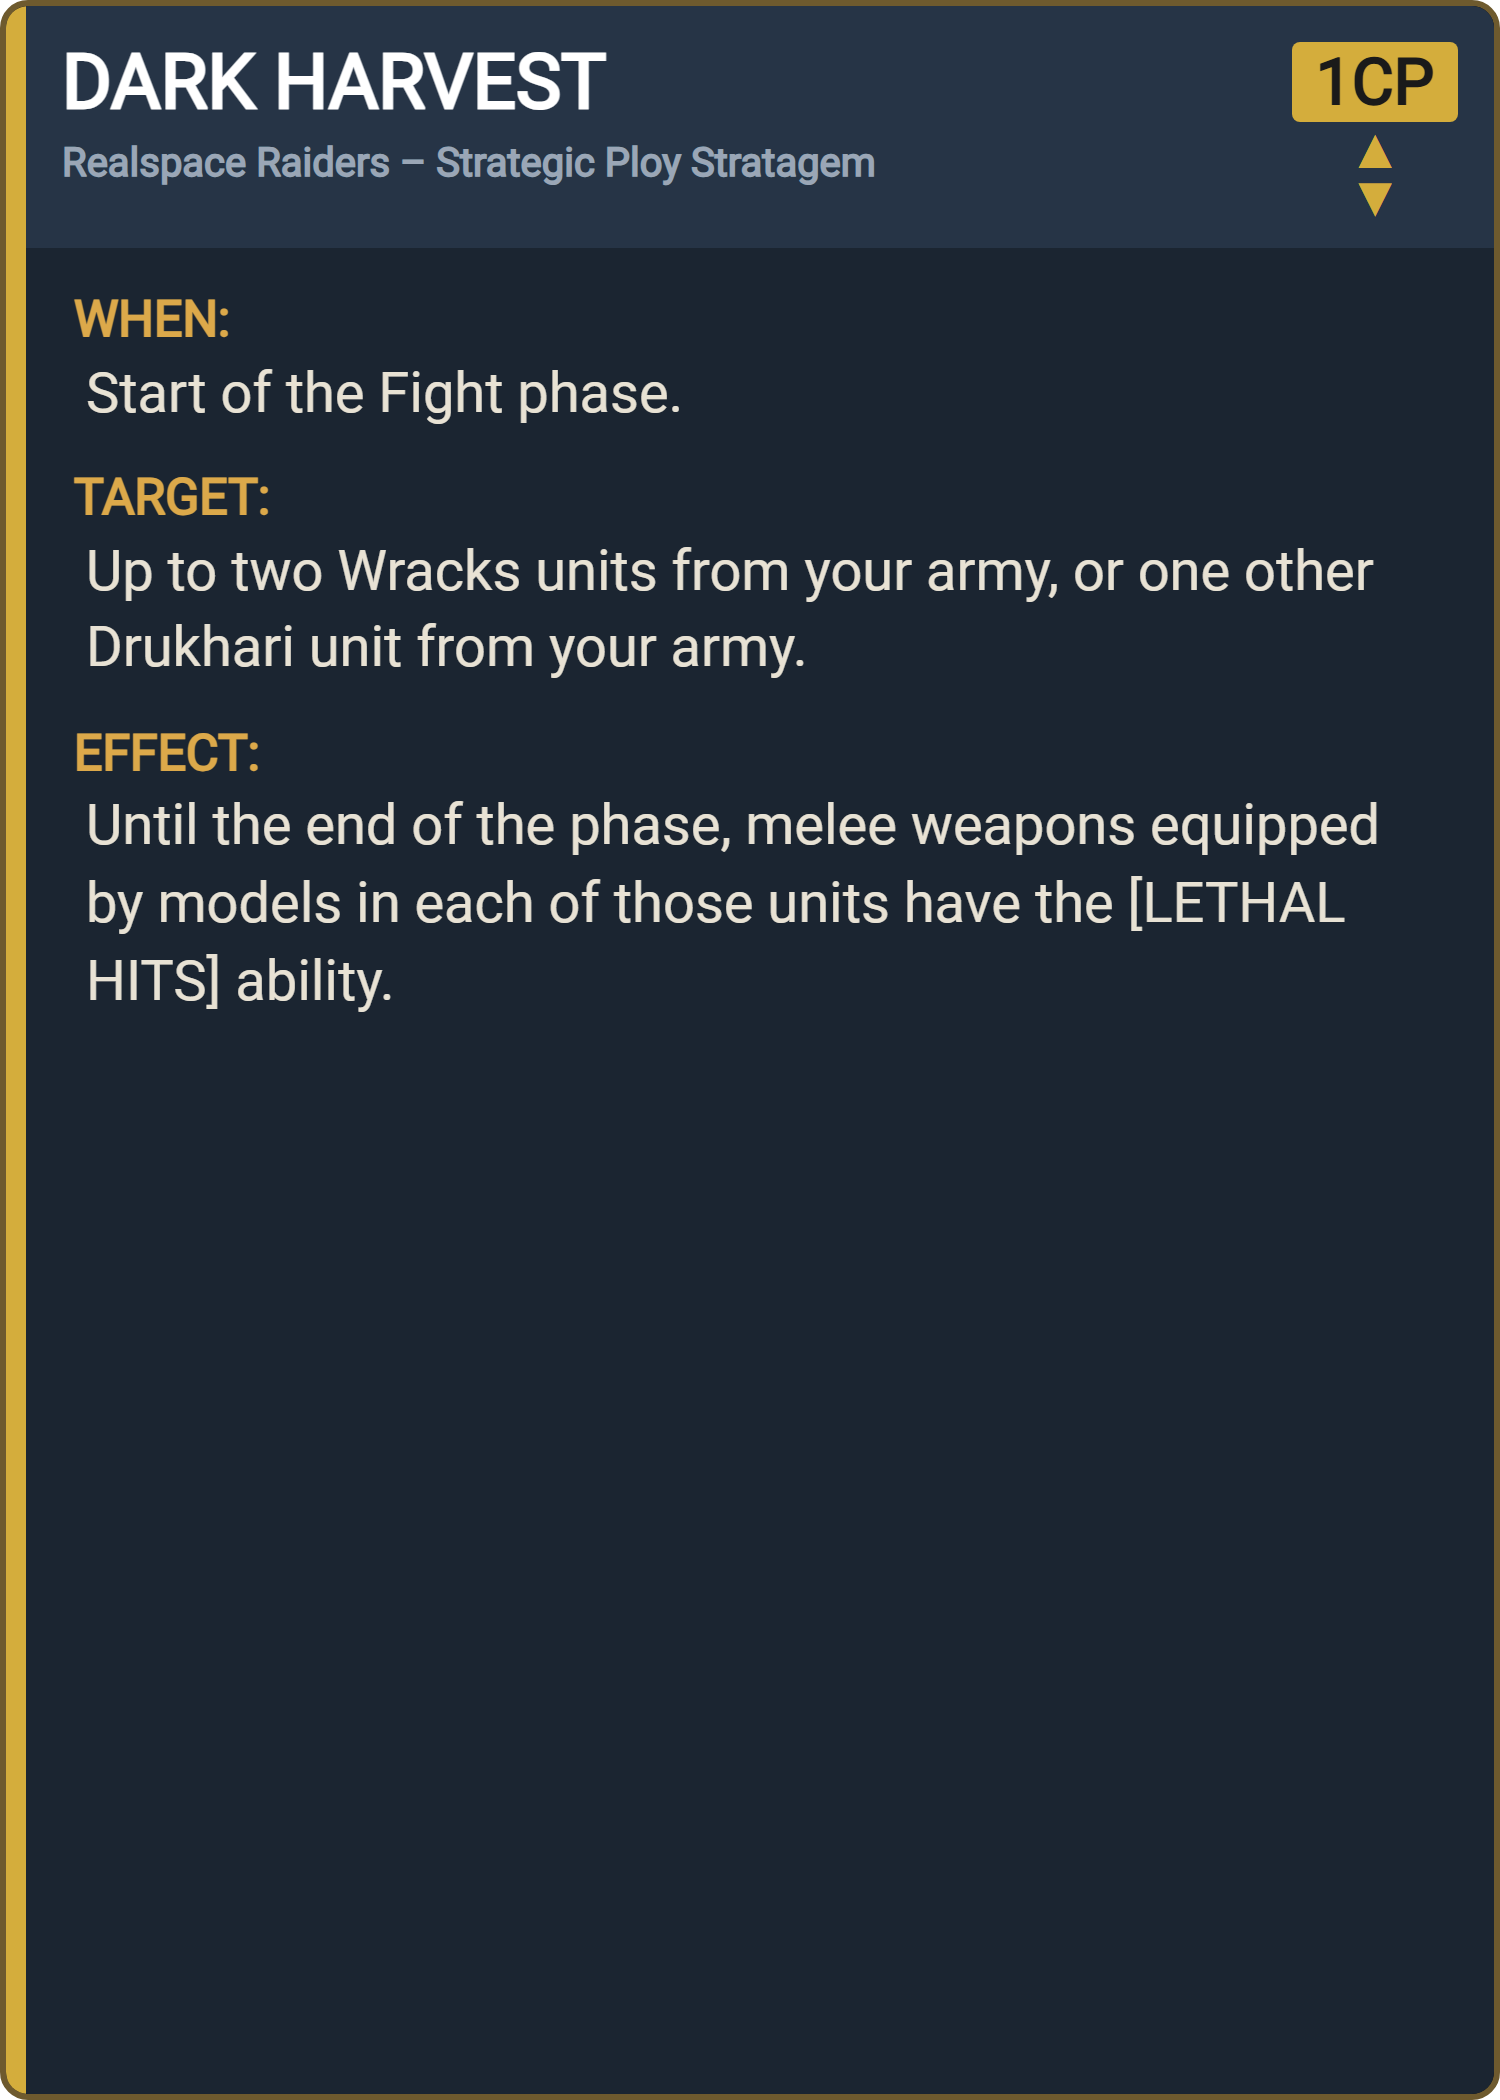 DARK HARVEST
1CP
Realspace Raiders – Strategic Ploy Stratagem
WHEN:
Start of the Fight phase.
TARGET:
Up to two Wracks units from your army, or one other
Drukhari unit from your army.
EFFECT:
Until the end of the phase, melee weapons equipped
by models in each of those units have the [LETHAL
HITS] ability.